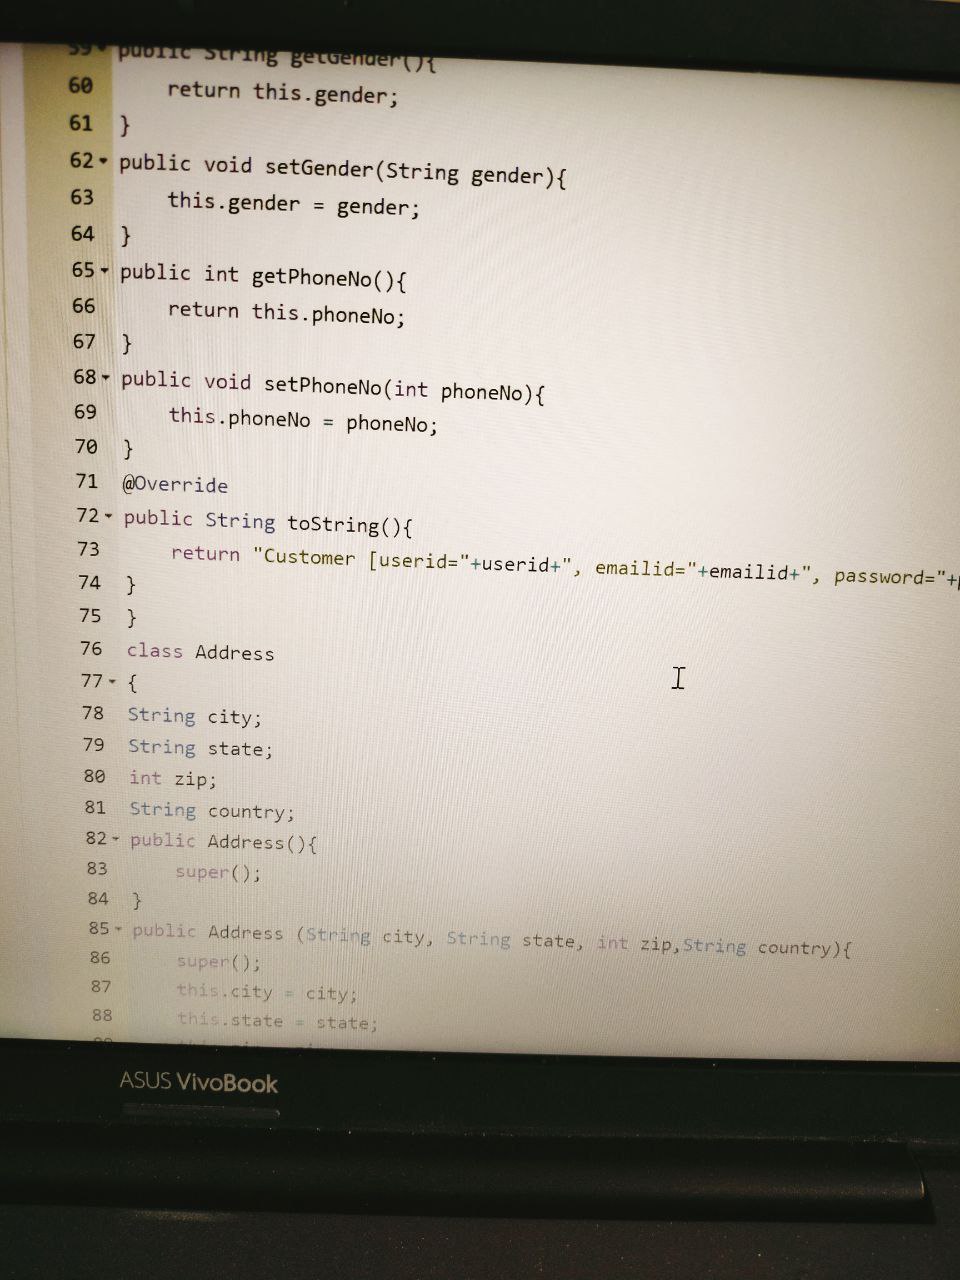 59 public String getGender(){
60 return this.gender;
61 }
62 public void setGender(String gender){
63 this.gender = gender;
64 }
65 public int getPhoneNo(){
66 return this.phoneNo;
67 }
68 public void setPhoneNo(int phoneNo){
69 this.phoneNo = phoneNo;
70 }
71 @Override
72 public String toString(){
73 return "Customer [userid="+userid+", emailid="+emailid+", password="+
74 }
75 }
76 class Address
77 {
78 String city;
79 String state;
80 int zip;
81 String country;
82 public Address(){
83 super();
84 }
85 public Address (String city, String state, int zip,String country){
86 super();
87 this.city = city;
88 this.state = state;
ASUS VivoBook